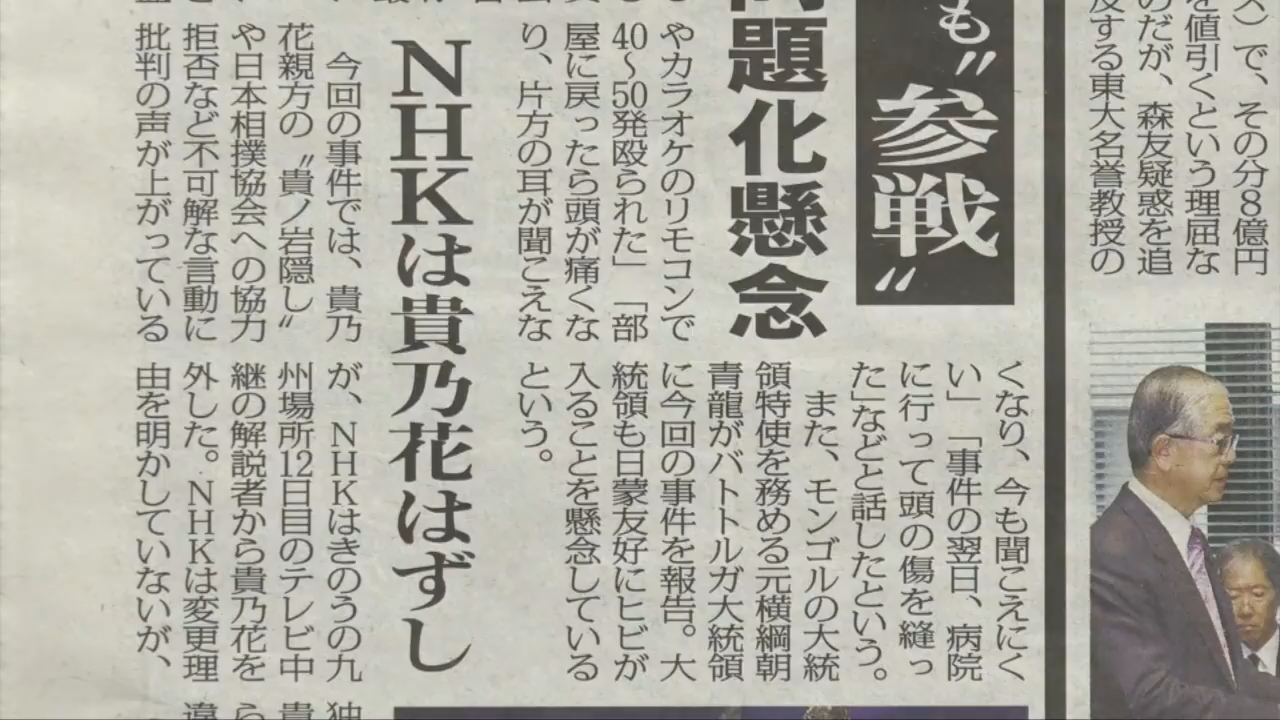 ス）で、その分8億円
を値引くという理屈な
のだが、森友疑惑を追
及する東大名誉教授の
も〝参戦〟
問題化懸念
やカラオケのリモコンで
40～50発殴られた」「部
屋に戻ったら頭が痛くな
り、片方の耳が聞こえな
くなり、今も聞こえにく
い」「事件の翌日、病院
に行って頭の傷を縫っ
た」などと話したという。
また、モンゴルの大統
領特使を務める元横綱朝
青龍がバトトルガ大統領
に今回の事件を報告。大
統領も日蒙友好にヒビが
入ることを懸念している
という。
NHKは貴乃花はずし
今回の事件では、貴乃
花親方の〝貴ノ岩隠し〟
や日本相撲協会への協力
拒否など不可解な言動に
批判の声が上がっている
が、NHKはきのうの九
州場所12日目のテレビ中
継の解説者から貴乃花を
外した。NHKは変更理
由を明かしていないが、